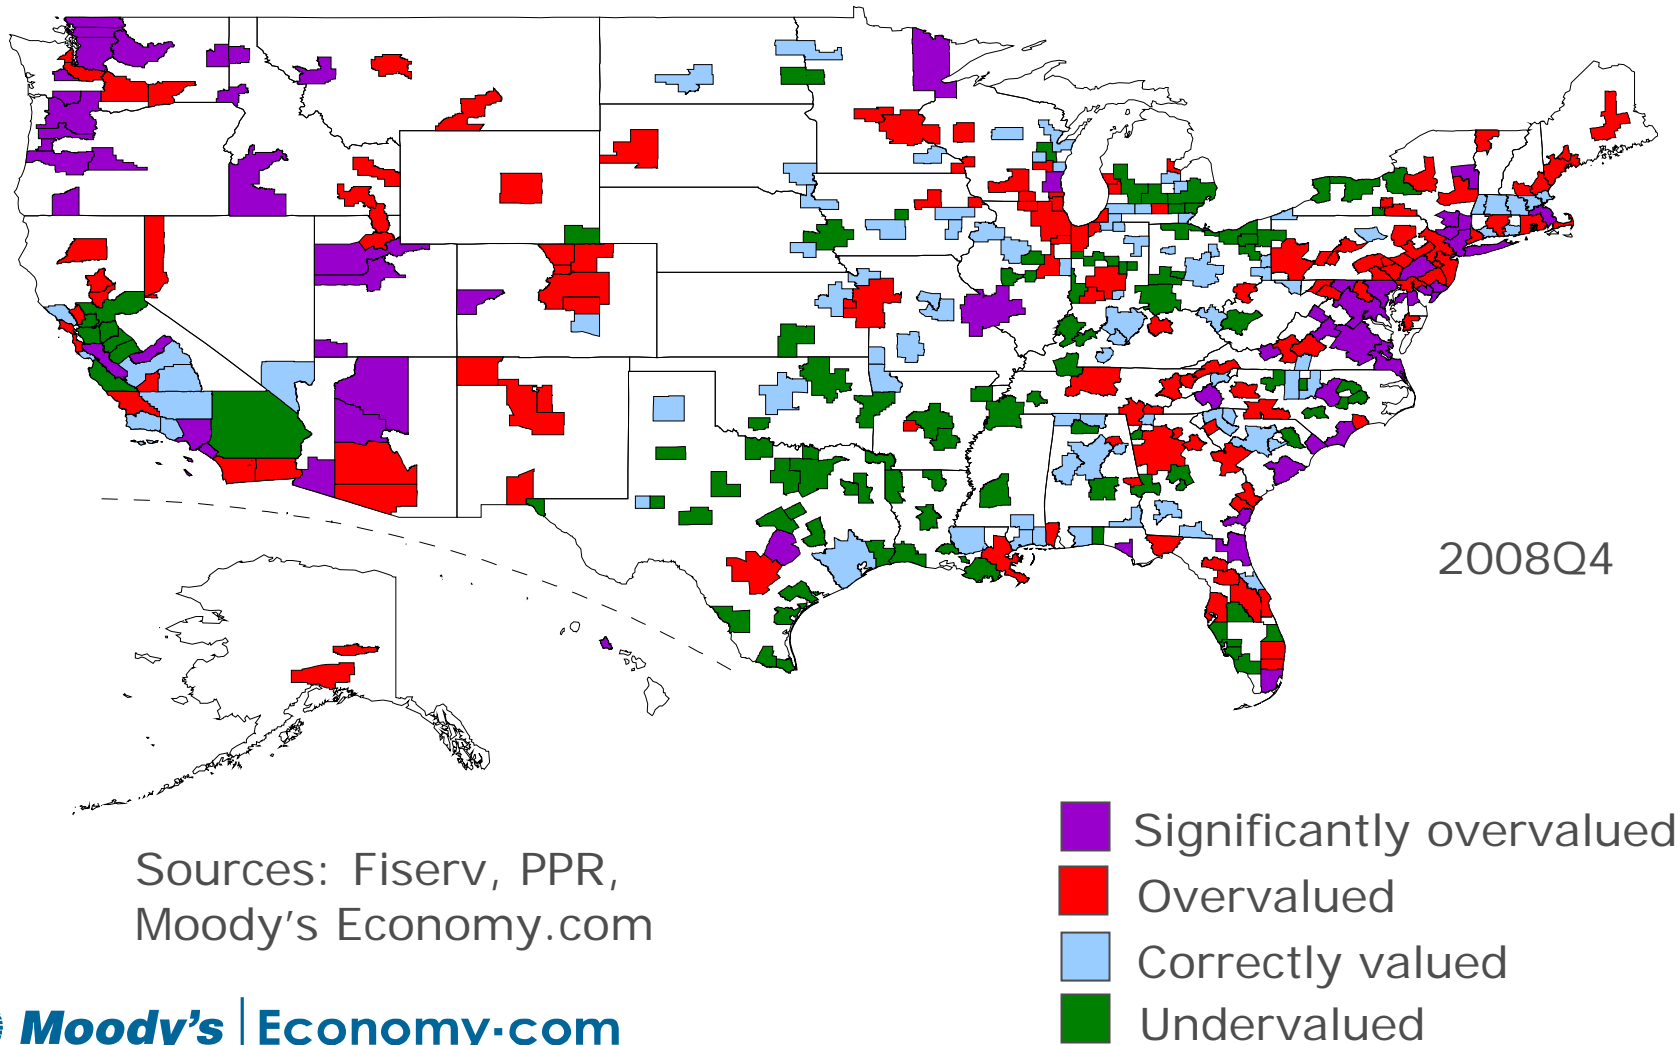 2008Q4
Significantly overvalued
Overvalued
Correctly valued
Undervalued
Sources: Fiserv, PPR,
Moody's Economy.com
Moody's Economy.com